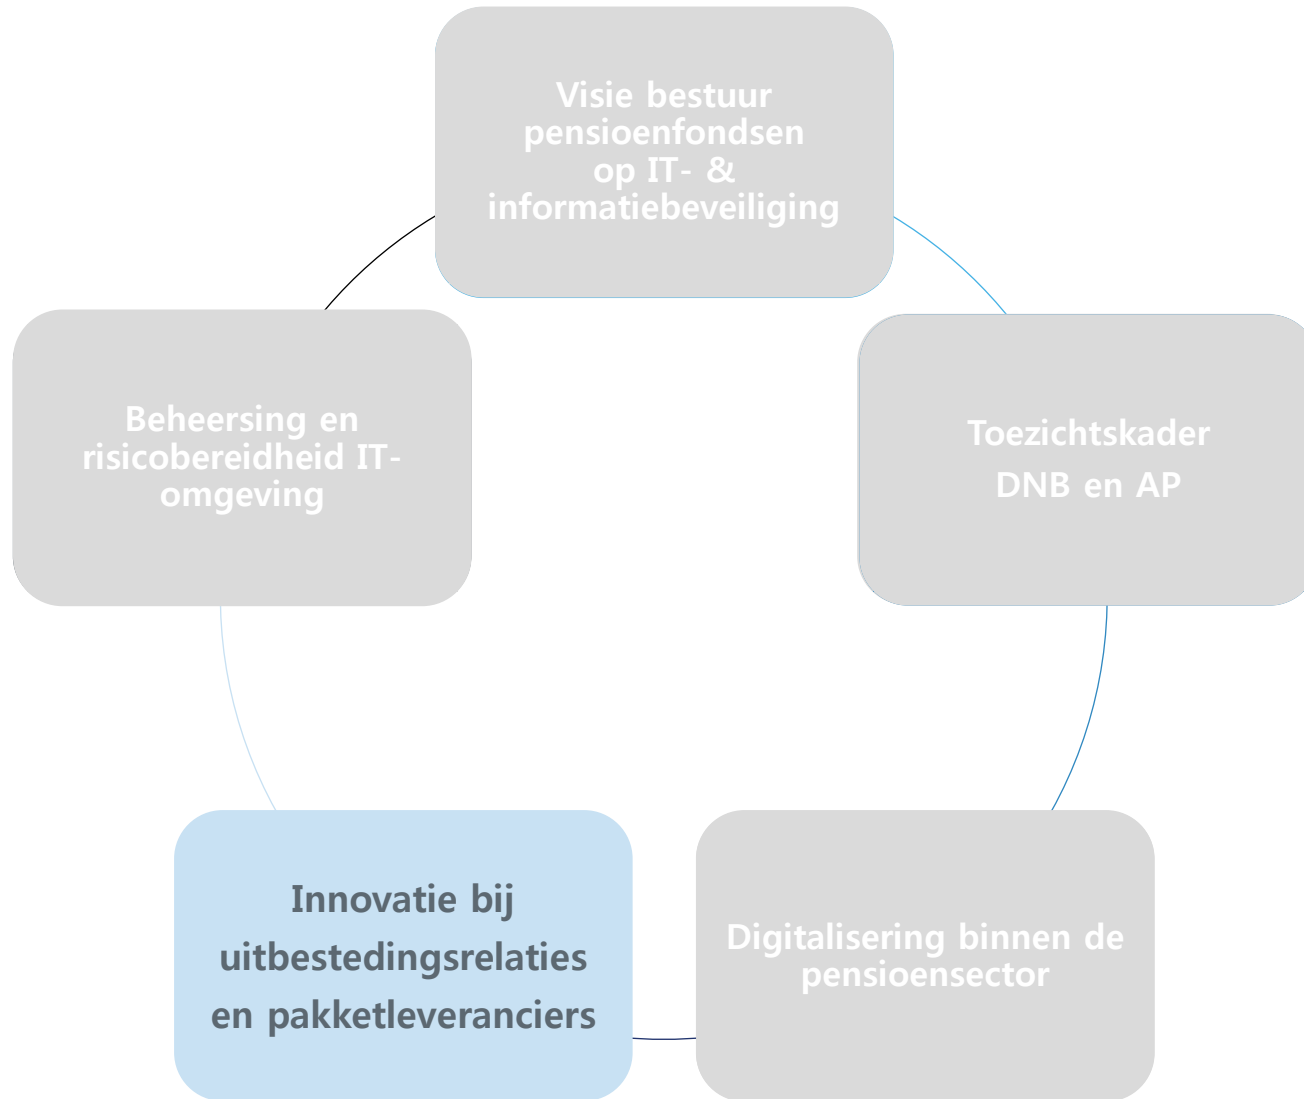 Visie bestuur
pensioenfondsen
op IT- &
informatiebeveiliging
Beheersing en
risicobereidheid IT-
omgeving
Toezichtskader
DNB en AP
Innovatie bij
uitbestedingsrelaties
en pakketleveranciers
Digitalisering binnen de
pensioensector